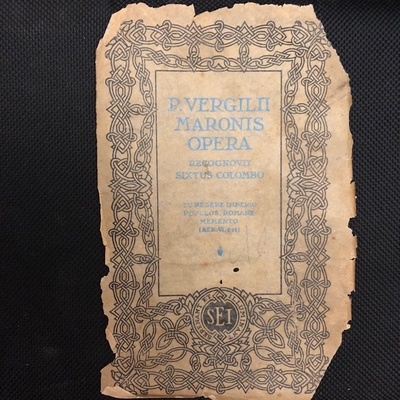 P. VERGILII
MARONIS
OPERA
RECOGNOVIT
SIXTUS COLOMBO
TU REGERE IMPERIO
POPULOS, ROMANE
MEMENTO
SEI